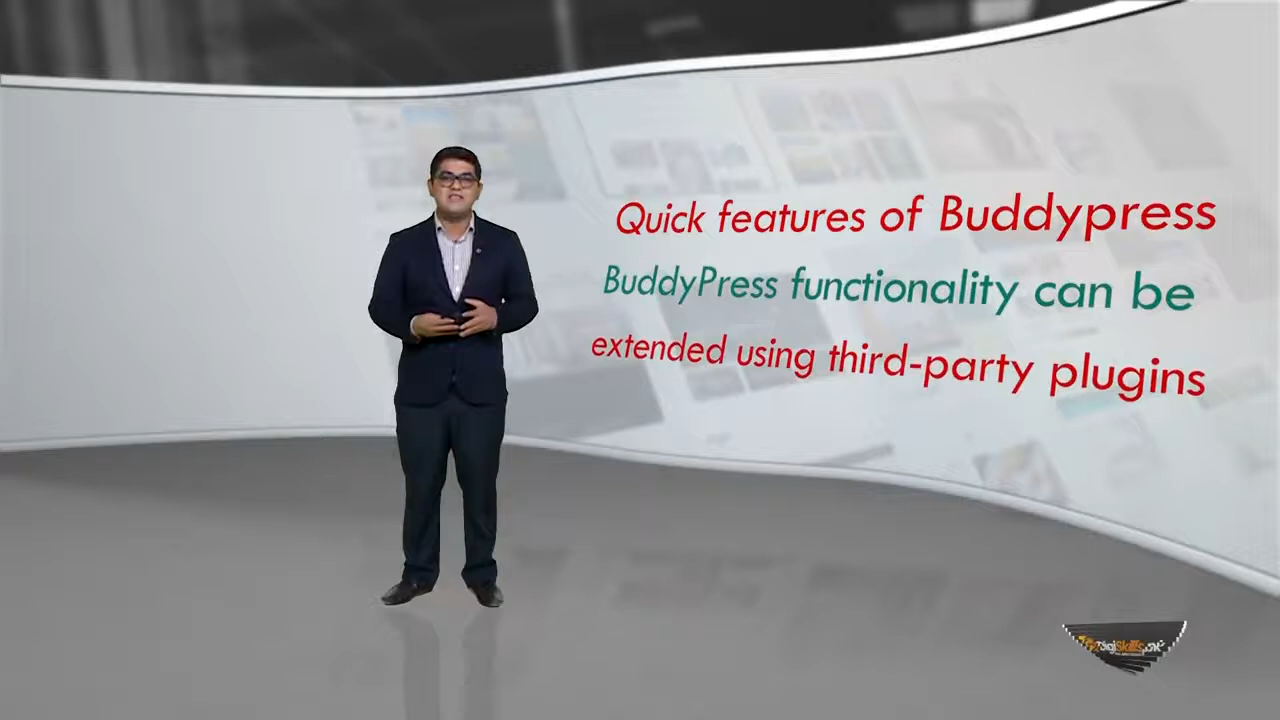 Quick features of Buddypress
BuddyPress functionality can be
extended using third-party plugins